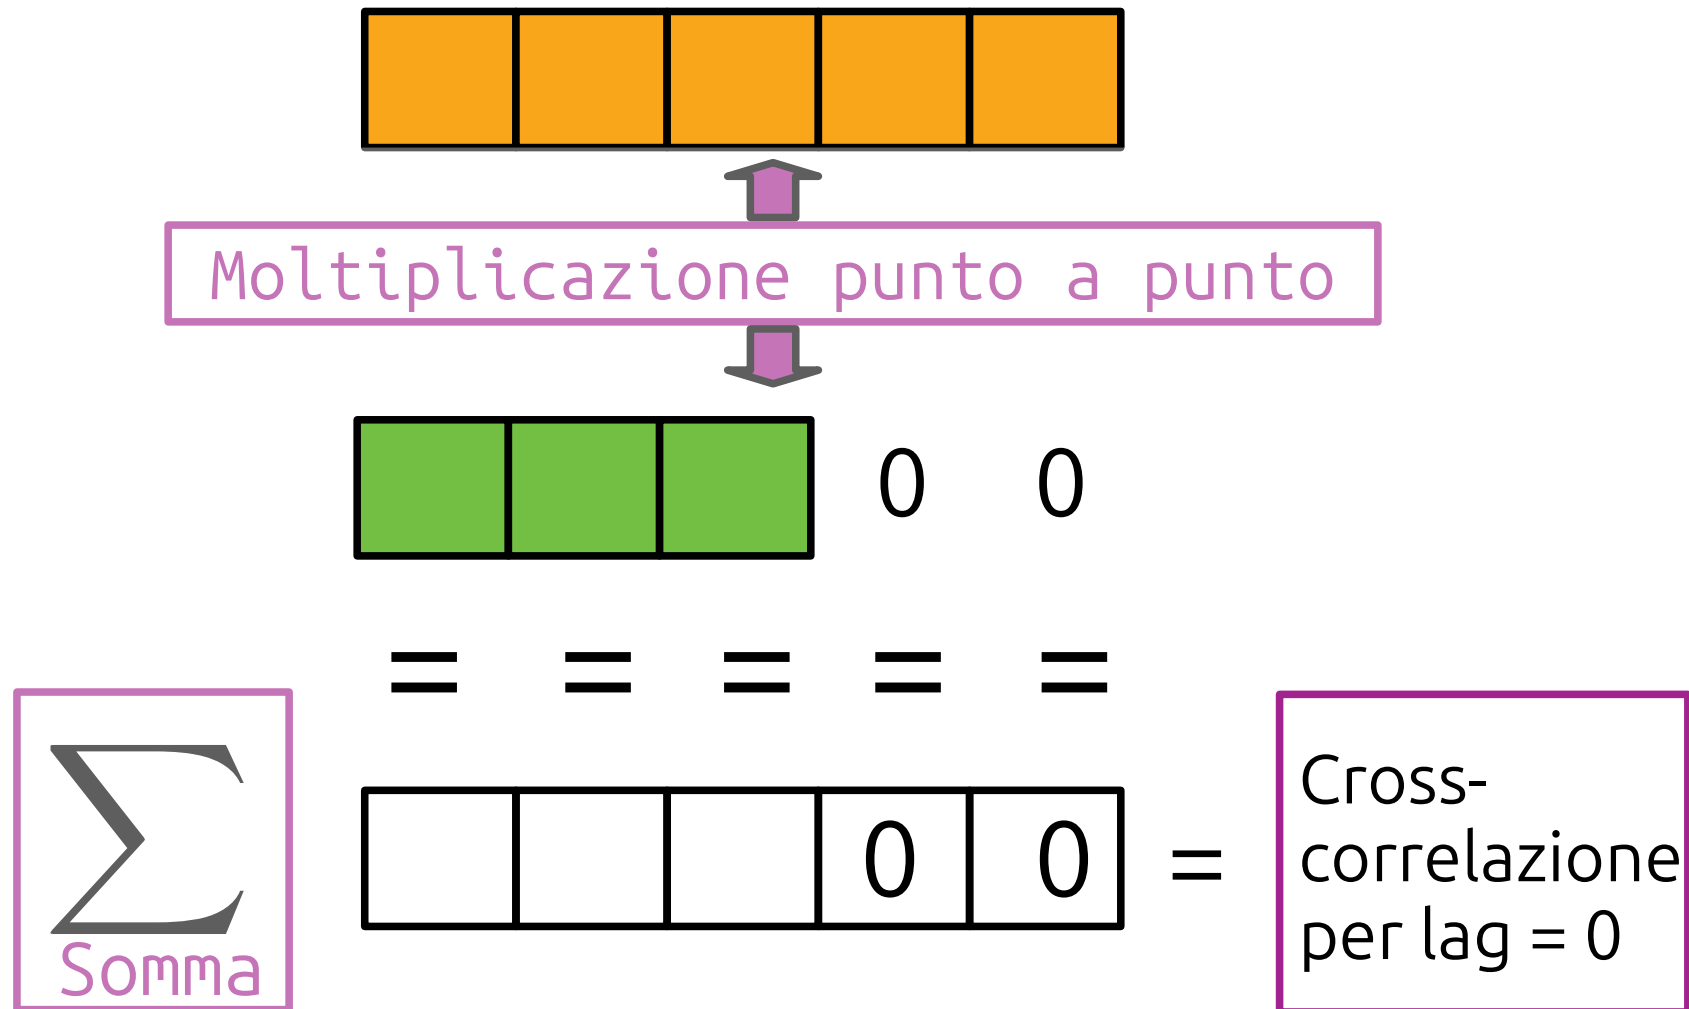 Moltiplicazione punto a punto
0 0
= = = = =
∑ 0 0 =
Somma
Cross-
correlazione
per lag = 0